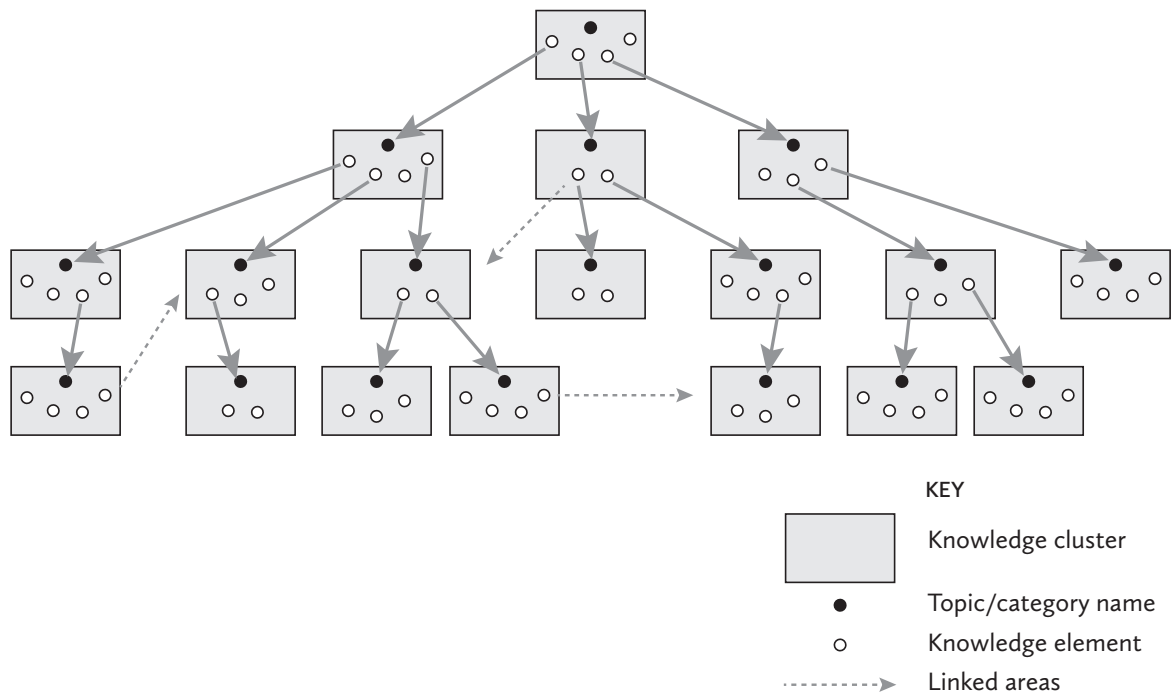 KEY
Knowledge cluster
Topic/category name
Knowledge element
Linked areas